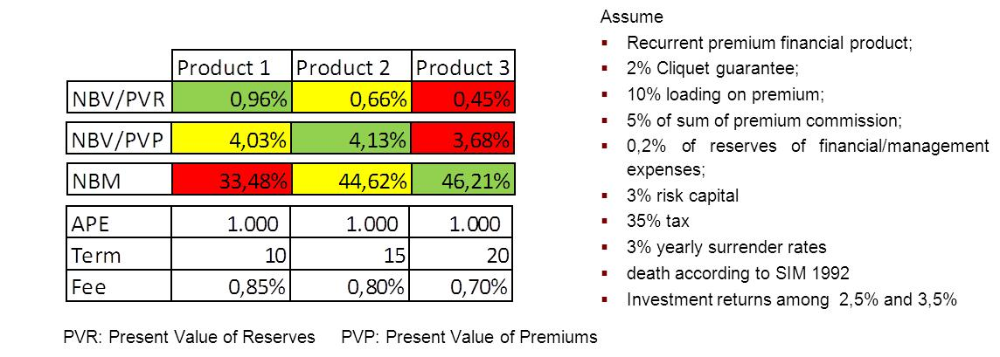 Product 1 Product 2 Product 3
NBV/PVR 0,96% 0,66% 0,45%
NBV/PVP 4,03% 4,13% 3,68%
NBM 33,48% 44,62% 46,21%
APE 1.000 1.000 1.000
Term 10 15 20
Fee 0,85% 0,80% 0,70%
PVR: Present Value of Reserves PVP: Present Value of Premiums
Assume
▪ Recurrent premium financial product;
▪ 2% Cliquet guarantee;
▪ 10% loading on premium;
▪ 5% of sum of premium commission;
▪ 0,2% of reserves of financial/management
expenses;
▪ 3% risk capital
▪ 35% tax
▪ 3% yearly surrender rates
▪ death according to SIM 1992
▪ Investment returns among 2,5% and 3,5%